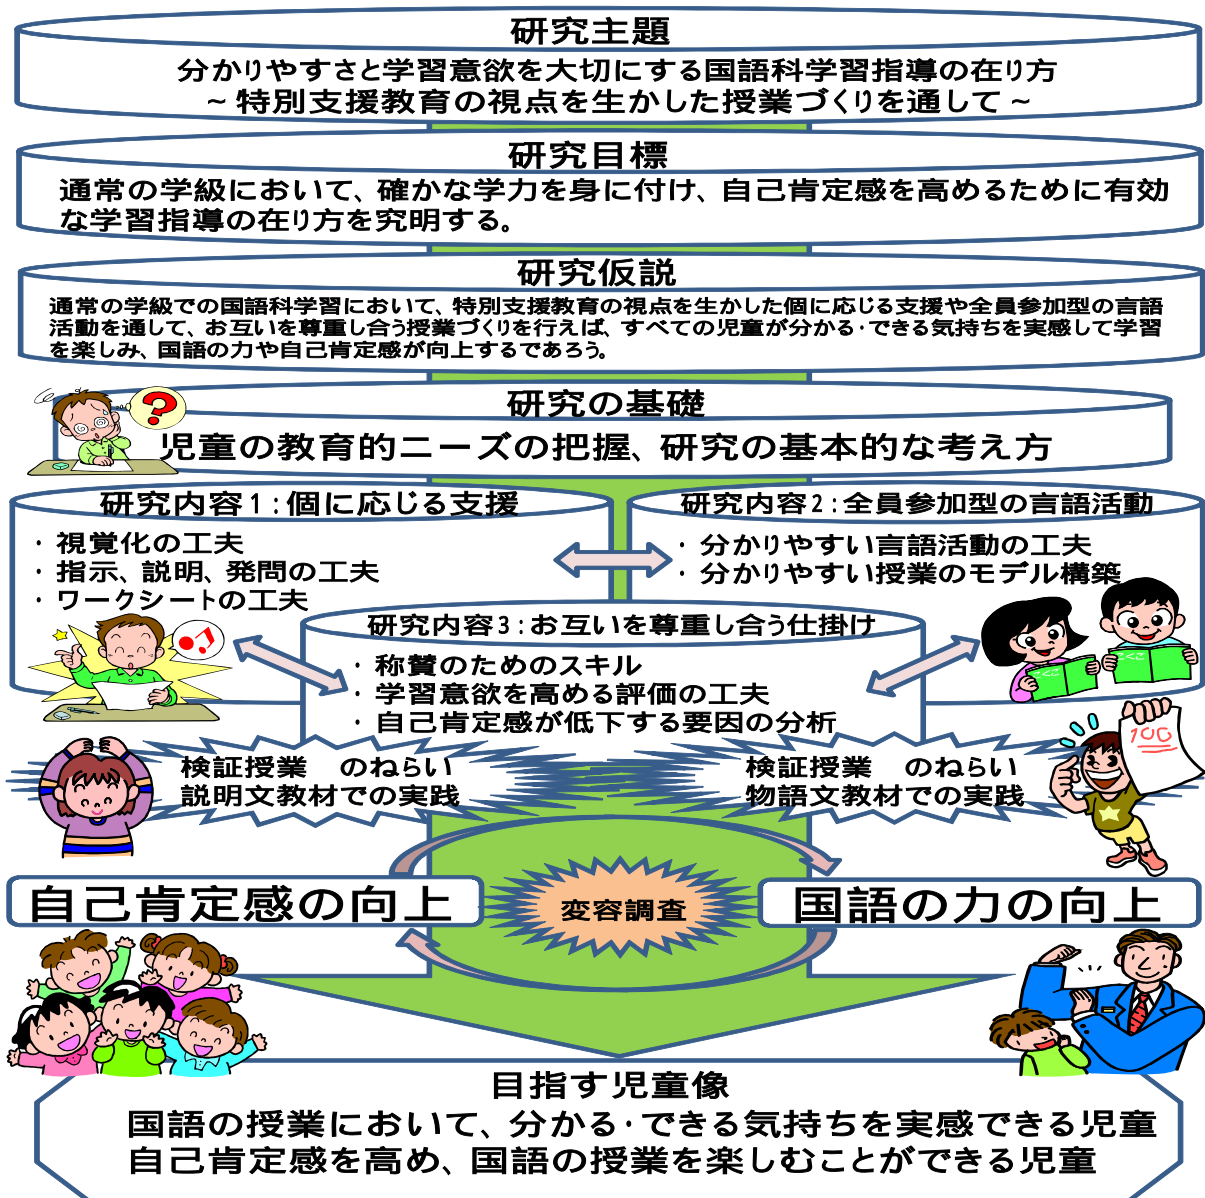 研究主題
分かりやすさと学習意欲を大切にする国語科学習指導の在り方
~特別支援教育の視点を生かした授業づくりを通して~
研究目標
通常の学級において、確かな学力を身に付け、自己肯定感を高めるために有効
な学習指導の在り方を究明する。
研究仮説
通常の学級での国語科学習において、特別支援教育の視点を生かした個に応じる支援や全員参加型の言語
活動を通して、お互いを尊重し合う授業づくりを行えば、すべての児童が分かる・できる気持ちを実感して学習
を楽しみ、国語の力や自己肯定感が向上するであろう。
研究の基礎
児童の教育的ニーズの把握、研究の基本的な考え方
?
研究内容1:個に応じる支援
・視覚化の工夫
・指示、説明、発問の工夫
・ワークシートの工夫
研究内容2:全員参加型の言語活動
・分かりやすい言語活動の工夫
・分かりやすい授業のモデル構築
研究内容3:お互いを尊重し合う仕掛け
・称賛のためのスキル
・学習意欲を高める評価の工夫
・自己肯定感が低下する要因の分析
こくご
こくご
検証授業 のねらい
説明文教材での実践
検証授業 のねらい
物語文教材での実践
100
自己肯定感の向上
変容調査
国語の力の向上
目指す児童像
国語の授業において、分かる・できる気持ちを実感できる児童
自己肯定感を高め、国語の授業を楽しむことができる児童